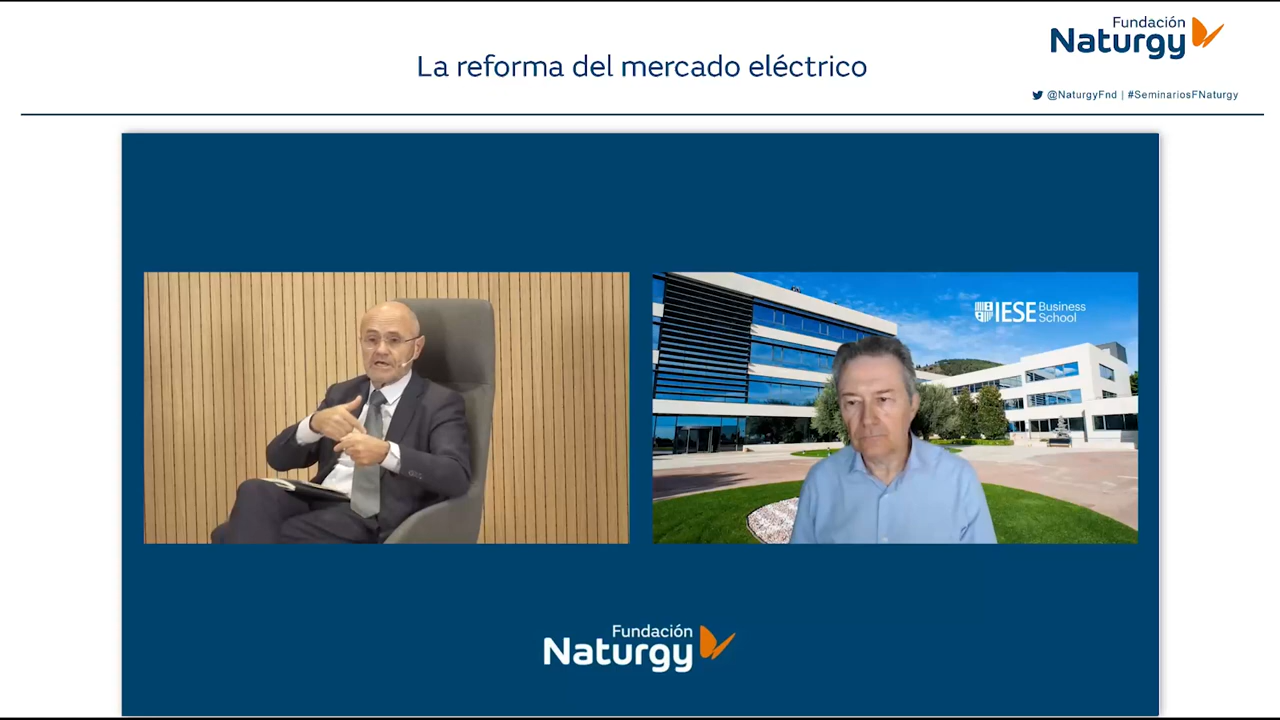 Fundación
Naturgy
La reforma del mercado eléctrico
@NaturgyFnd | #SeminariosFNaturgy
IESE Business
School
Fundación
Naturgy